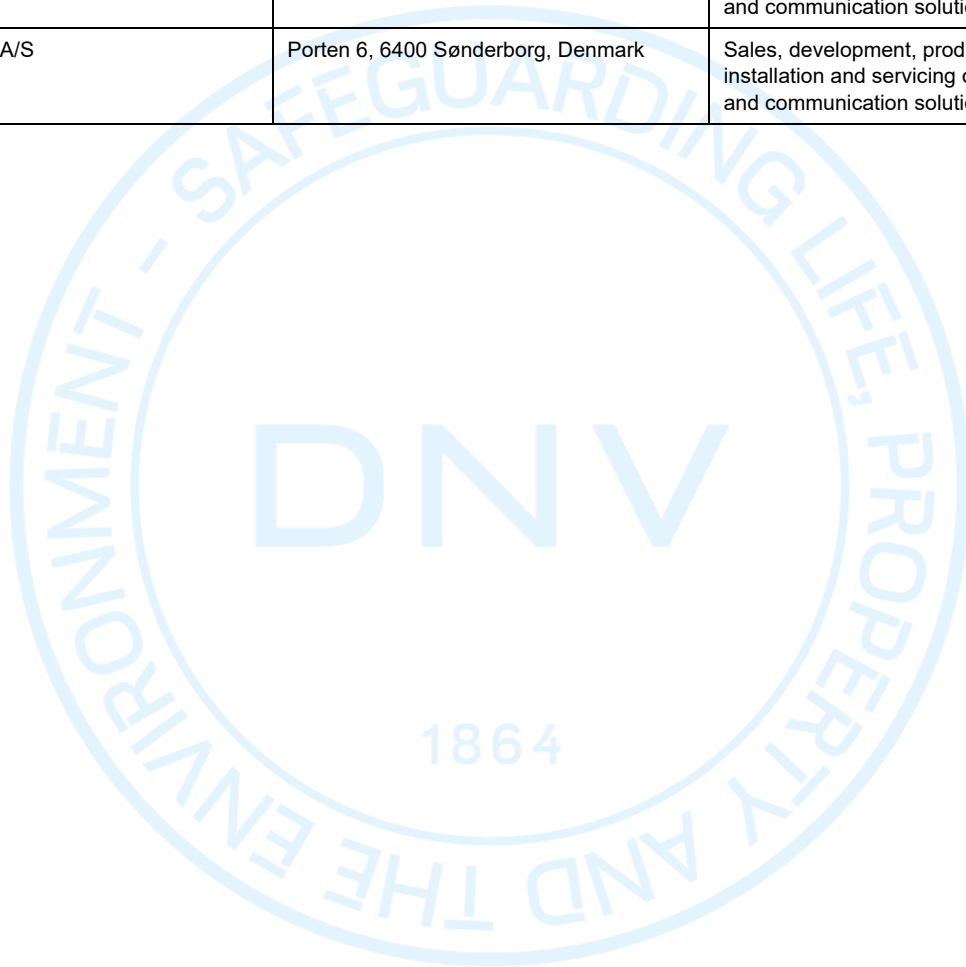 and communication
A/S
Porten 6, 6400 Sønderborg, Denmark
Sales, development,
installation and servicing
and communication
SAFEGUARDING LIFE, PROPERTY AND THE ENVIRONMENT –
DNV
1864